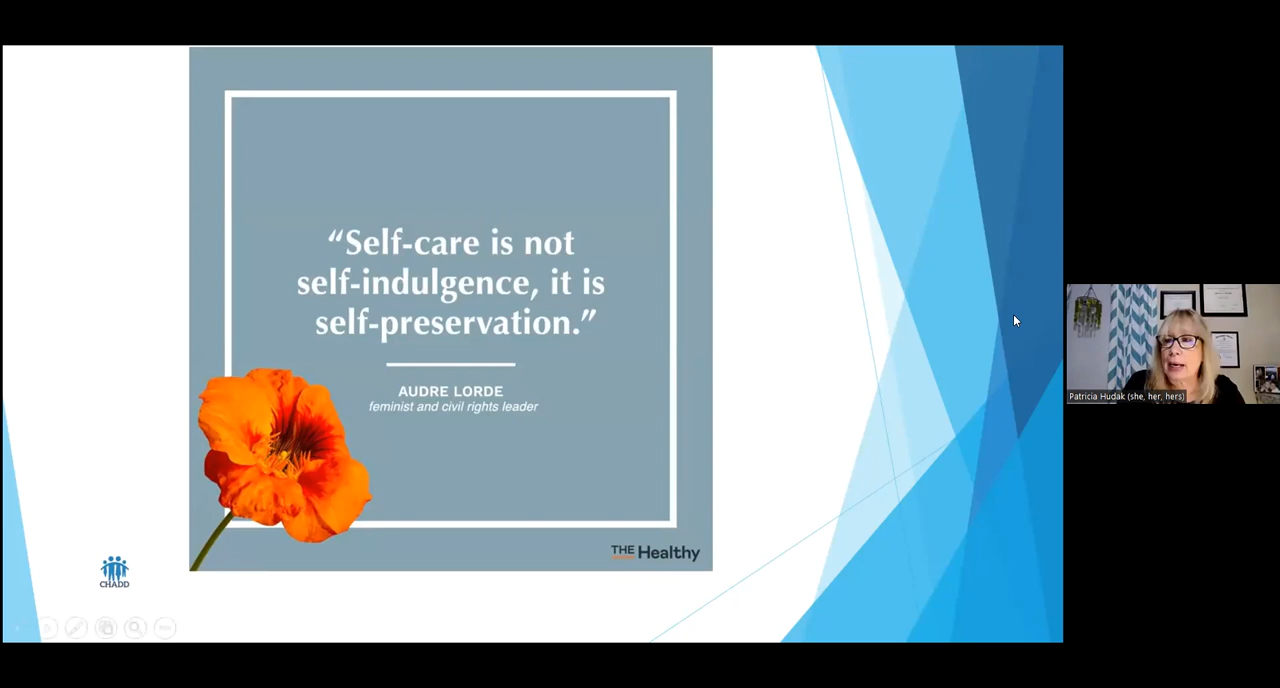 “Self-care is not
self-indulgence, it is
self-preservation.”
AUDRE LORDE
feminist and civil rights leader
THE Healthy
CHADD
Patricia Hudak (she, her, hers)